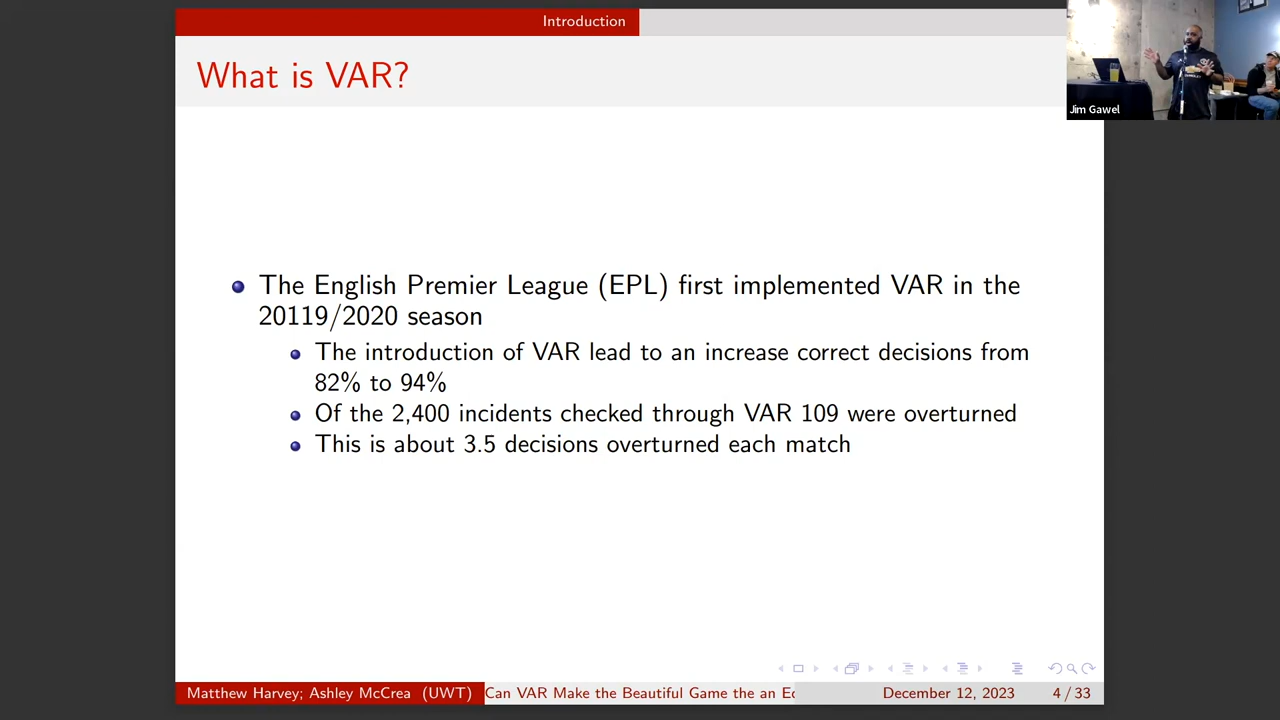 Introduction
What is VAR?
Jim Gawel
The English Premier League (EPL) first implemented VAR in the
20119/2020 season
The introduction of VAR lead to an increase correct decisions from
82% to 94%
Of the 2,400 incidents checked through VAR 109 were overturned
This is about 3.5 decisions overturned each match
Matthew Harvey; Ashley McCrea (UWT) Can VAR Make the Beautiful Game the an Ec December 12, 2023 4 / 33